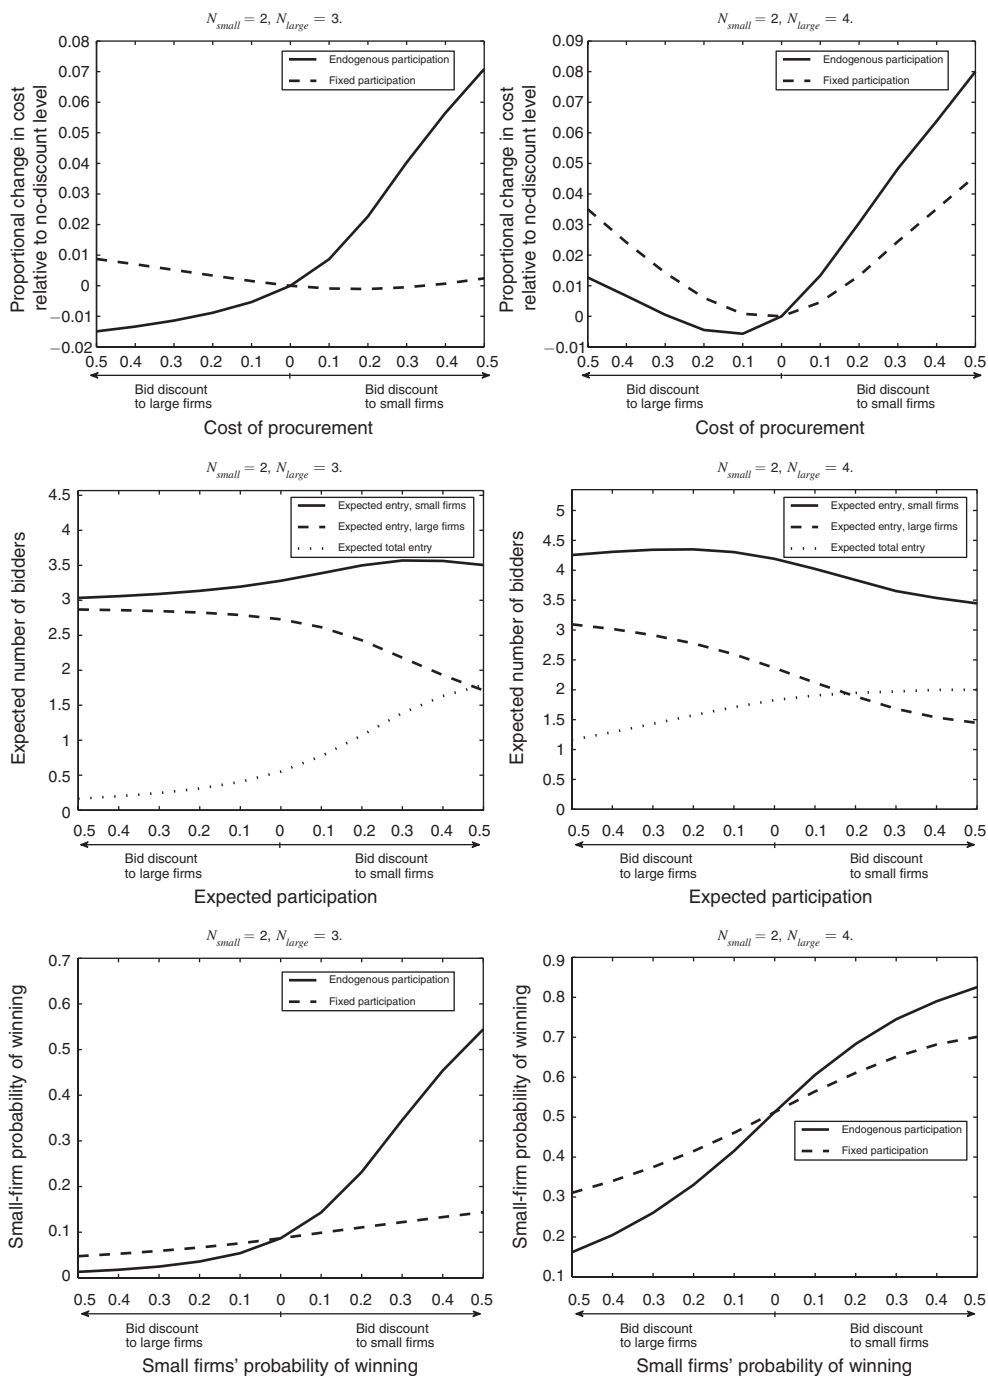 N_small = 2, N_large = 3.
Proportional change in cost
relative to no-discount level
0.08
0.07
0.06
0.05
0.04
0.03
0.02
0.01
0
−0.01
−0.02
Endogenous participation
Fixed participation
0.5 0.4 0.3 0.2 0.1 0 0.1 0.2 0.3 0.4 0.5
Bid discount
to large firms
Bid discount
to small firms
Cost of procurement
N_small = 2, N_large = 4.
Proportional change in cost
relative to no-discount level
0.09
0.08
0.07
0.06
0.05
0.04
0.03
0.02
0.01
0
−0.01
Endogenous participation
Fixed participation
0.5 0.4 0.3 0.2 0.1 0 0.1 0.2 0.3 0.4 0.5
Bid discount
to large firms
Bid discount
to small firms
Cost of procurement
N_small = 2, N_large = 3.
Expected number of bidders
4.5
4
3.5
3
2.5
2
1.5
1
0.5
0
Expected entry, small firms
Expected entry, large firms
Expected total entry
0.5 0.4 0.3 0.2 0.1 0 0.1 0.2 0.3 0.4 0.5
Bid discount
to large firms
Bid discount
to small firms
Expected participation
N_small = 2, N_large = 4.
Expected number of bidders
5
4.5
4
3.5
3
2.5
2
1.5
1
0.5
0
Expected entry, small firms
Expected entry, large firms
Expected total entry
0.5 0.4 0.3 0.2 0.1 0 0.1 0.2 0.3 0.4 0.5
Bid discount
to large firms
Bid discount
to small firms
Expected participation
N_small = 2, N_large = 3.
Small-firm probability of winning
0.7
0.6
0.5
0.4
0.3
0.2
0.1
0
Endogenous participation
Fixed participation
0.5 0.4 0.3 0.2 0.1 0 0.1 0.2 0.3 0.4 0.5
Bid discount
to large firms
Bid discount
to small firms
Small firms' probability of winning
N_small = 2, N_large = 4.
Small-firm probability of winning
0.9
0.8
0.7
0.6
0.5
0.4
0.3
0.2
0.1
Endogenous participation
Fixed participation
0.5 0.4 0.3 0.2 0.1 0 0.1 0.2 0.3 0.4 0.5
Bid discount
to large firms
Bid discount
to small firms
Small firms' probability of winning